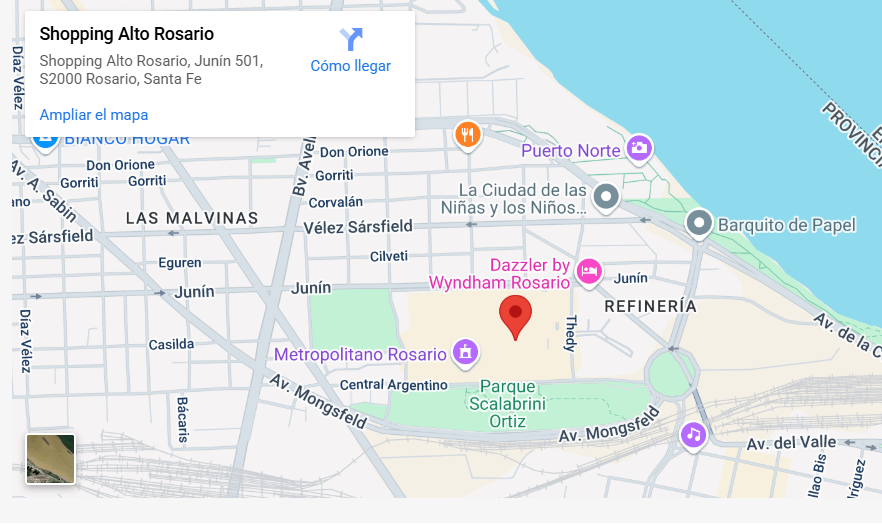 Shopping Alto Rosario
Shopping Alto Rosario, Junín 501,
S2000 Rosario, Santa Fe
Cómo llegar
Ampliar el mapa
Díaz Vélez
BIANCO HOGAR
Bv. Avell
Don Orione
Don Orione
Gorriti
Gorriti
Gorriti
Av. A. Sabin
ano
Corvalán
LAS MALVINAS
ez Sársfield
Vélez Sársfield
Puerto Norte
La Ciudad de las
Niñas y los Niños...
Barquito de Papel
PROVINCI
Eguren
Cilveti
Dazzler by
Wyndham Rosario
Junín
Junín
Junín
REFINERÍA
Thedy
Díaz Vélez
Casilda
Metropolitano Rosario
Central Argentino
Parque
Scalabrini
Ortiz
Av. Mongsfeld
Av. Mongsfeld
Av. de la C
Bácaris
Av. del Valle
llao Bis
ríguez